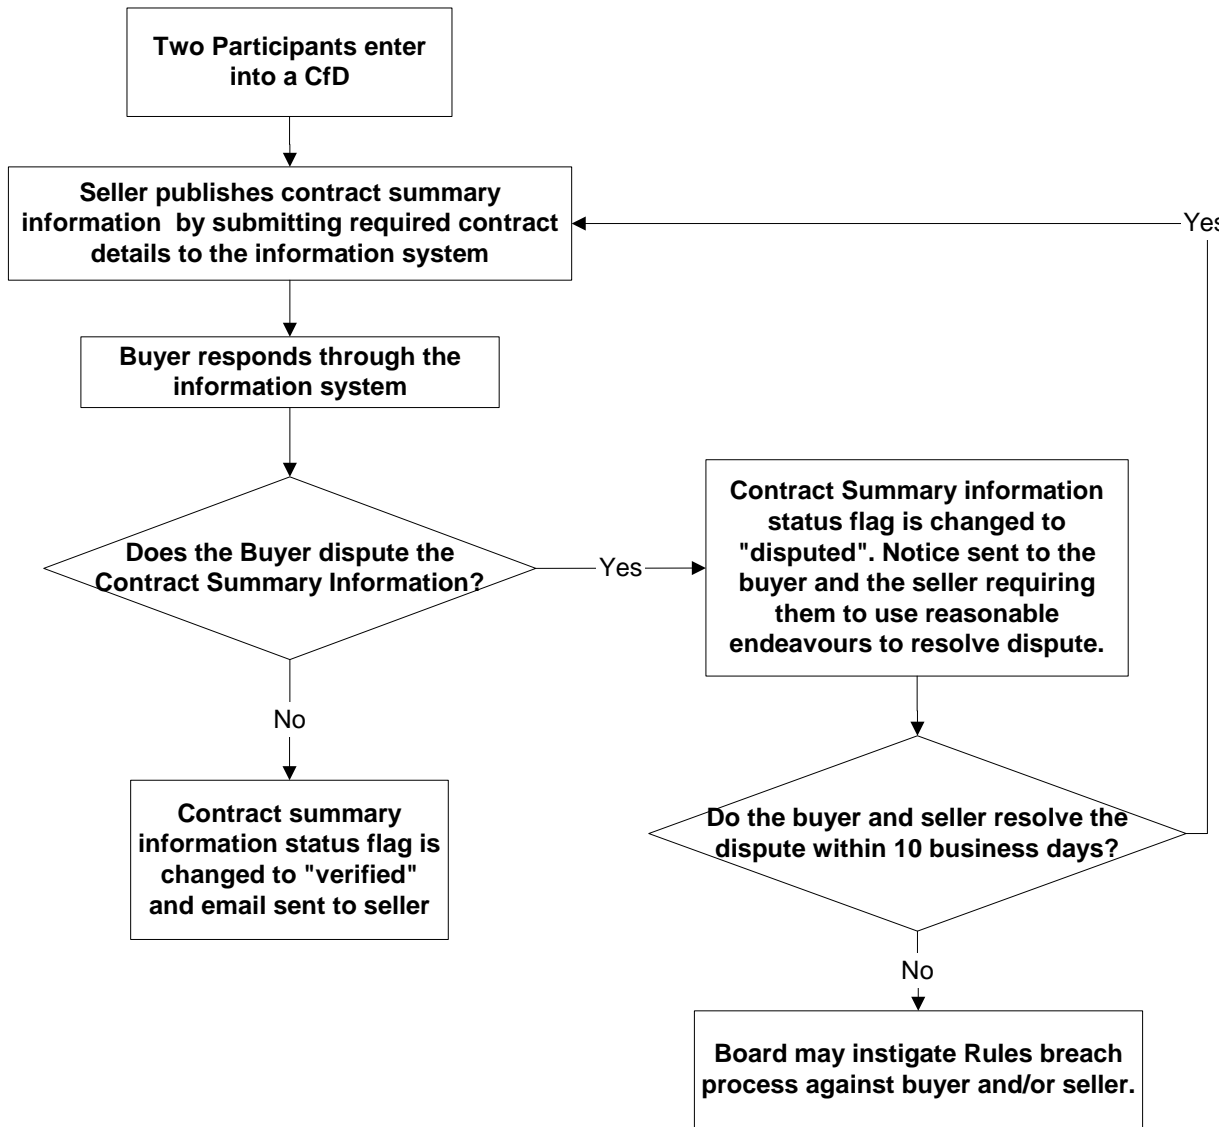 Two Participants enter
into a CfD
Seller publishes contract summary
information by submitting required contract
details to the information system
Yes
Buyer responds through the
information system
Does the Buyer dispute the
Contract Summary Information?
Yes
Contract Summary information
status flag is changed to
"disputed". Notice sent to the
buyer and the seller requiring
them to use reasonable
endeavours to resolve dispute.
No
Contract summary
information status flag is
changed to "verified"
and email sent to seller
Do the buyer and seller resolve the
dispute within 10 business days?
No
Board may instigate Rules breach
process against buyer and/or seller.